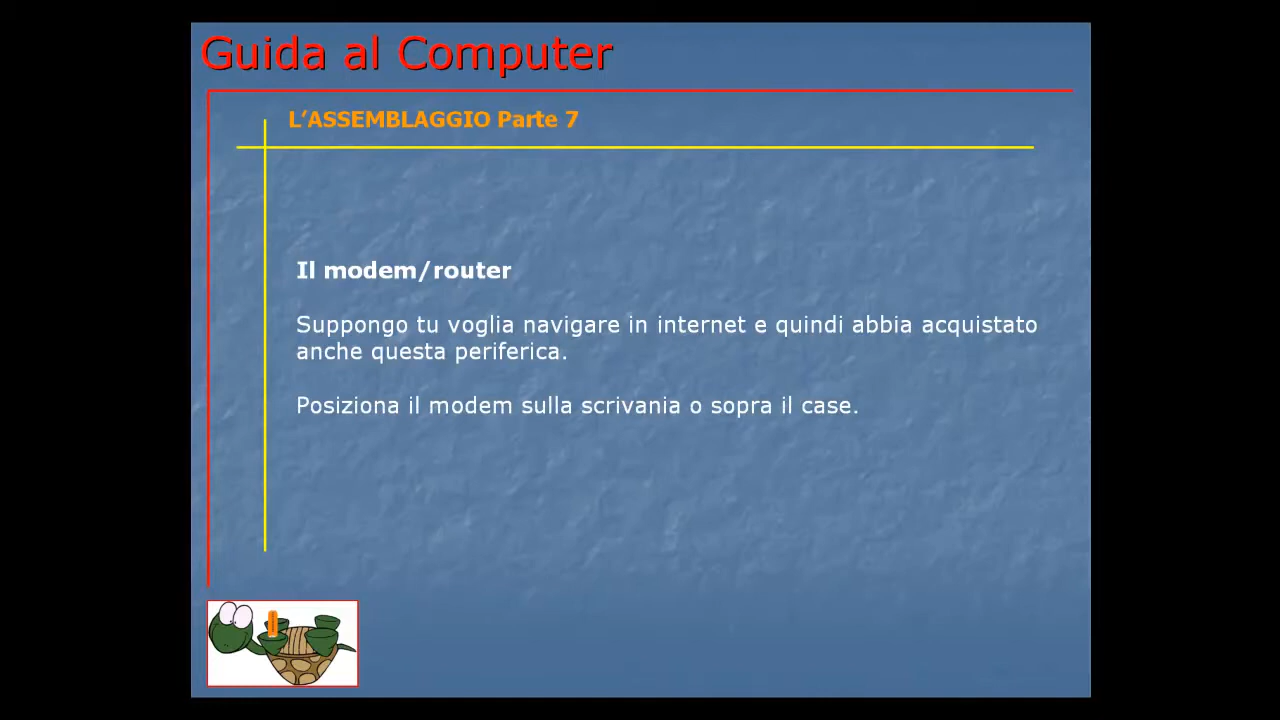 Guida al Computer
L’ASSEMBLAGGIO Parte 7
Il modem/router
Suppongo tu voglia navigare in internet e quindi abbia acquistato
anche questa periferica.
Posiziona il modem sulla scrivania o sopra il case.